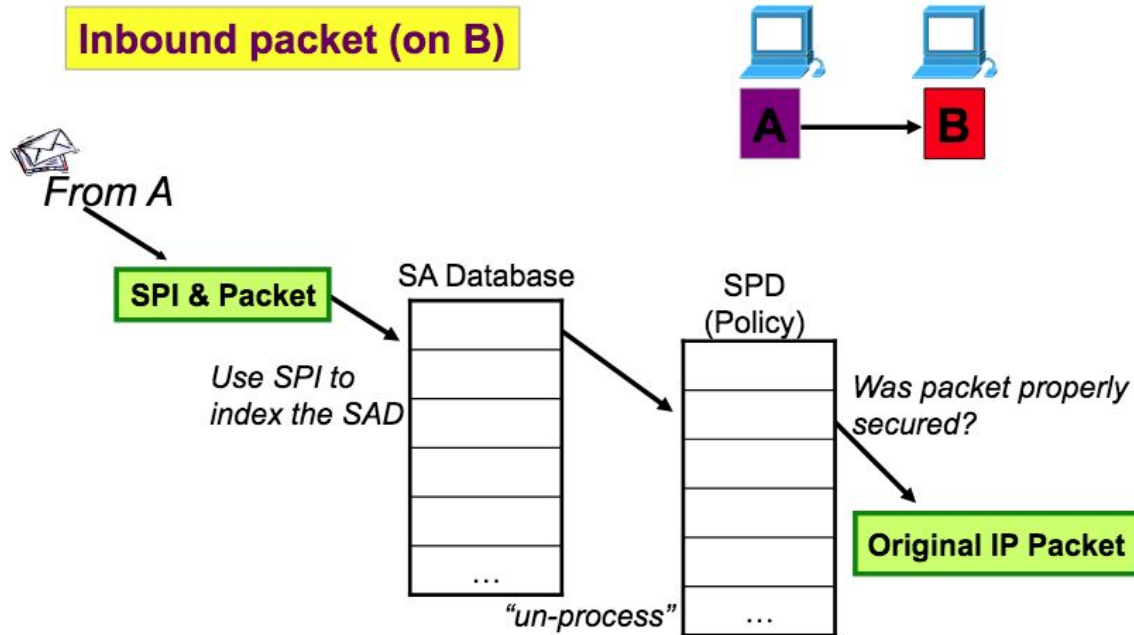 Inbound packet (on B)
A
B
From A
SPI & Packet
Use SPI to
index the SAD
SA Database
…
“un-process”
SPD
(Policy)
…
Was packet properly
secured?
Original IP Packet